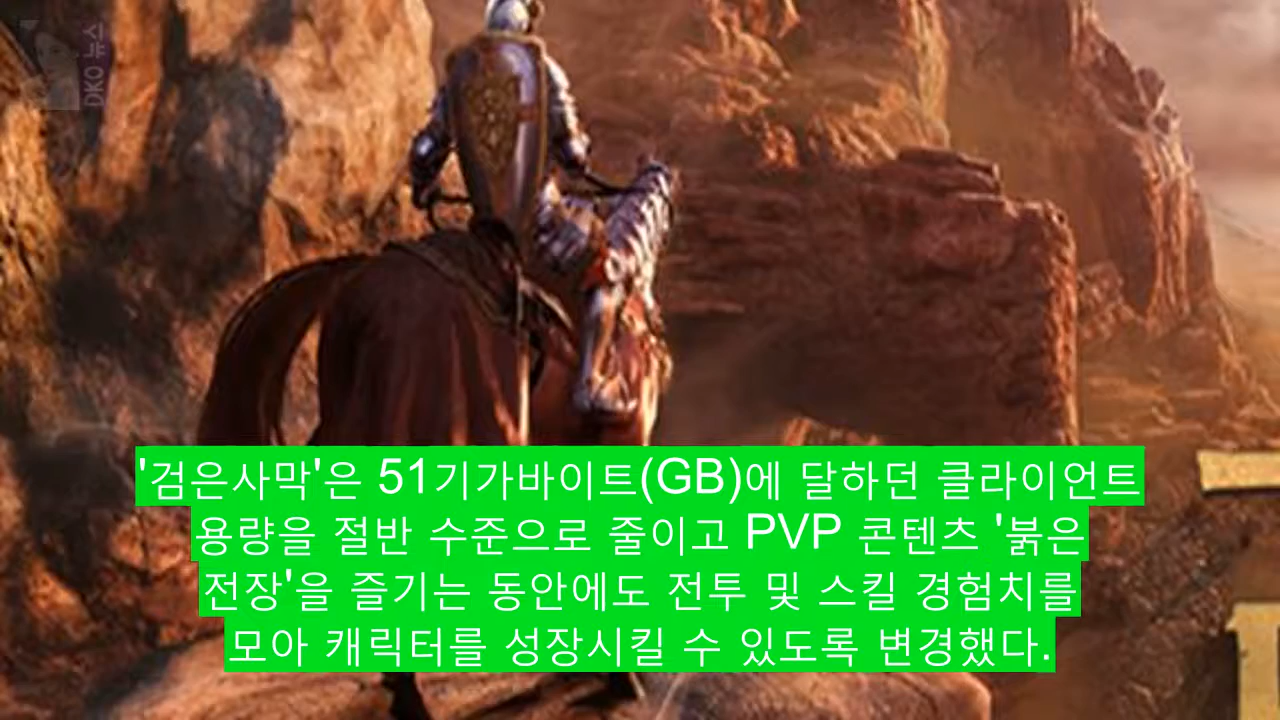 DKO 뉴스
'검은사막'은 51기가바이트(GB)에 달하던 클라이언트
용량을 절반 수준으로 줄이고 PVP 콘텐츠 '붉은
전장'을 즐기는 동안에도 전투 및 스킬 경험치를
모아 캐릭터를 성장시킬 수 있도록 변경했다.